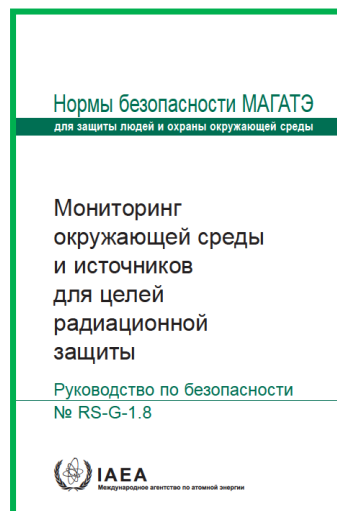 Нормы безопасности МАГАТЭ
для защиты людей и охраны окружающей среды
Мониторинг
окружающей среды
и источников
для целей
радиационной
защиты
Руководство по безопасности
№ RS-G-1.8
IAEA
Международное агентство по атомной энергии